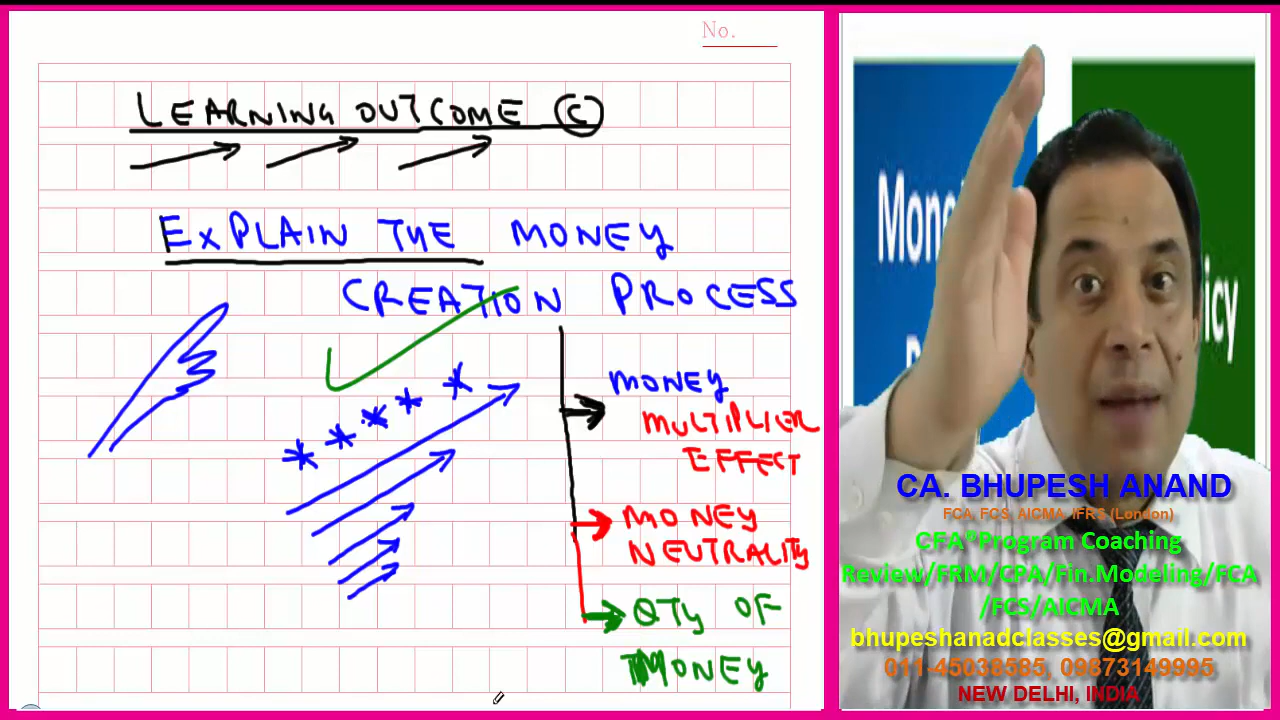 No.
LEARNING OUTCOME (C)
EXPLAIN THE MONEY
CREATION PROCESS
MONEY
MULTIPLIER
EFFECT
MONEY
NEUTRALITY
QTY OF
MONEY
CA. BHUPESH ANAND
FCA, FCS, AICMA, IFRS (London)
CFA®Program Coaching
Review/FRM/CPA/Fin.Modeling/FCA
/FCS/AICMA
bhupeshanadclasses@gmail.com
011-45038585, 09873149995
NEW DELHI, INDIA